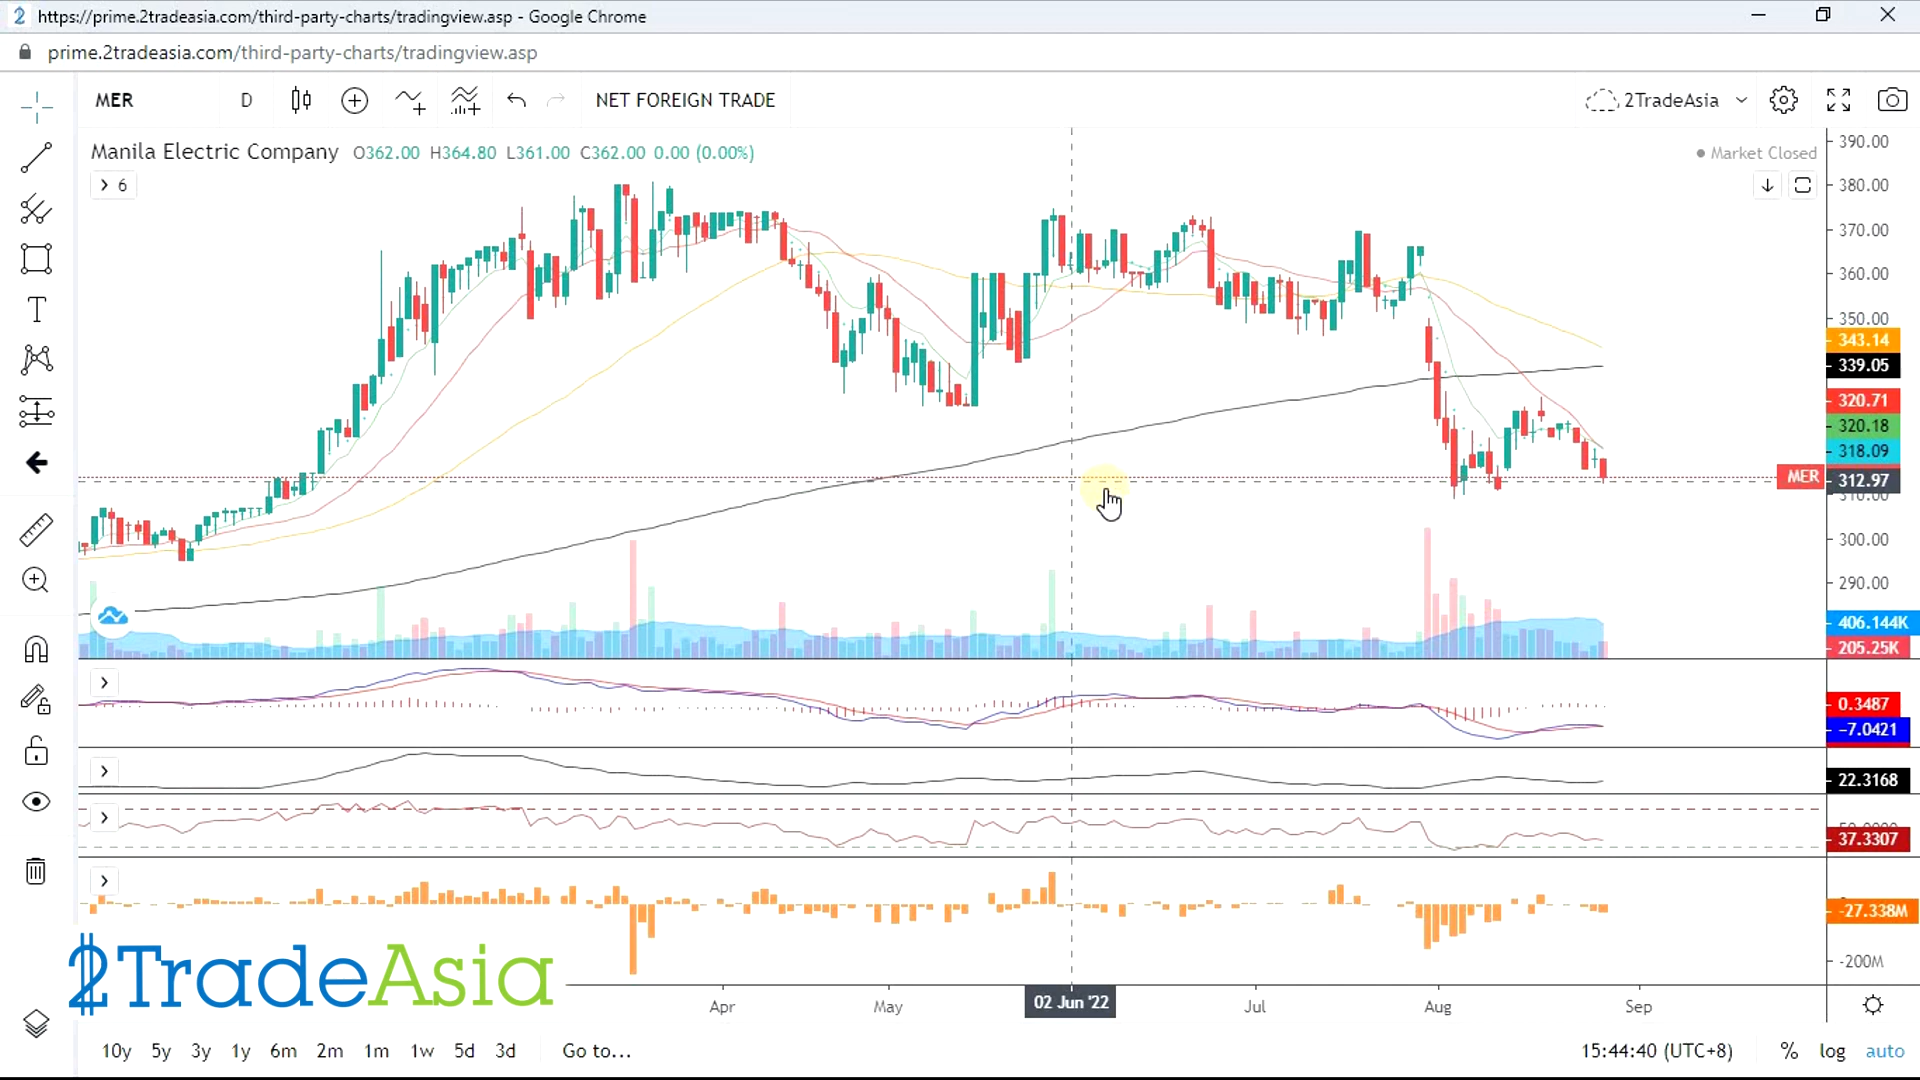 https://prime.2tradeasia.com/third-party-charts/tradingview.asp - Google Chrome
prime.2tradeasia.com/third-party-charts/tradingview.asp
MER D NET FOREIGN TRADE 2TradeAsia
Manila Electric Company O362.00 H364.80 L361.00 C362.00 0.00 (0.00%)
Market Closed
6
390.00
380.00
370.00
360.00
350.00
343.14
339.05
320.71
320.18
318.09
MER 312.97
310.00
300.00
290.00
406.144K
205.25K
0.3487
-7.0421
22.3168
37.3307
-27.338M
-200M
2TradeAsia
Apr May 02 Jun '22 Jul Aug Sep
10y 5y 3y 1y 6m 2m 1m 1w 5d 3d Go to... 15:44:40 (UTC+8) % log auto